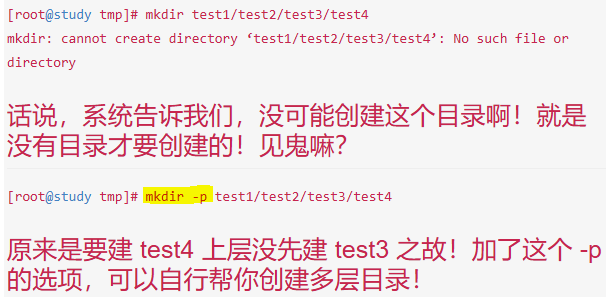 [root@study tmp]# mkdir test1/test2/test3/test4
mkdir: cannot create directory ‘test1/test2/test3/test4’: No such file or
directory
话说，系统告诉我们，没可能创建这个目录啊！就是
没有目录才要创建的！见鬼嘛？
[root@study tmp]# mkdir -p test1/test2/test3/test4
原来是要建 test4 上层没先建 test3 之故！加了这个 -p
的选项，可以自行帮你创建多层目录！